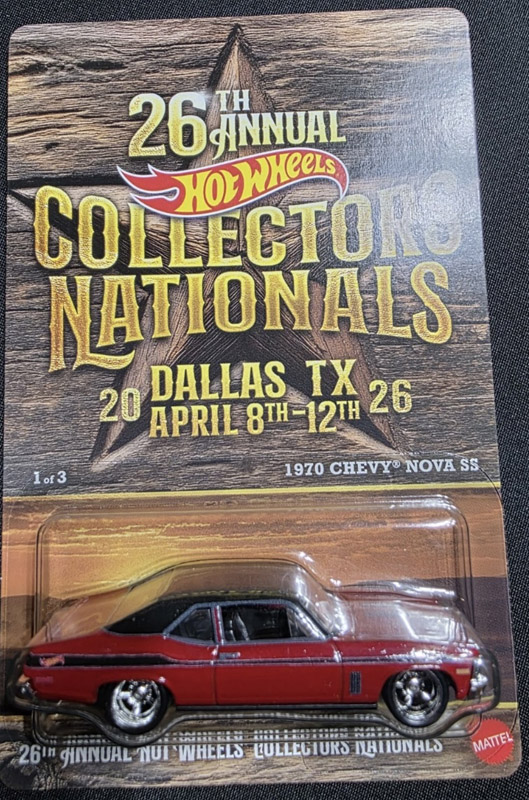 26TH ANNUAL
HOT WHEELS
COLLECTORS
NATIONALS
20 DALLAS TX 26
APRIL 8TH-12TH
1 of 3
1970 CHEVY® NOVA SS
26TH ANNUAL HOT WHEELS COLLECTORS NATIONALS
MATTEL